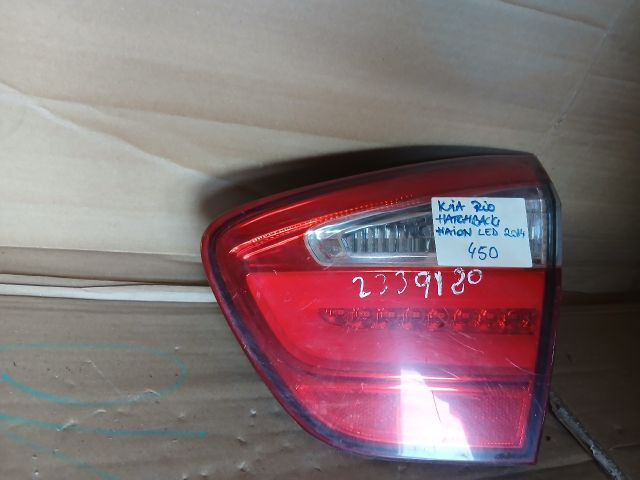 KIA RIO
HATCHBACK
HAION LED 2014
450
2339180